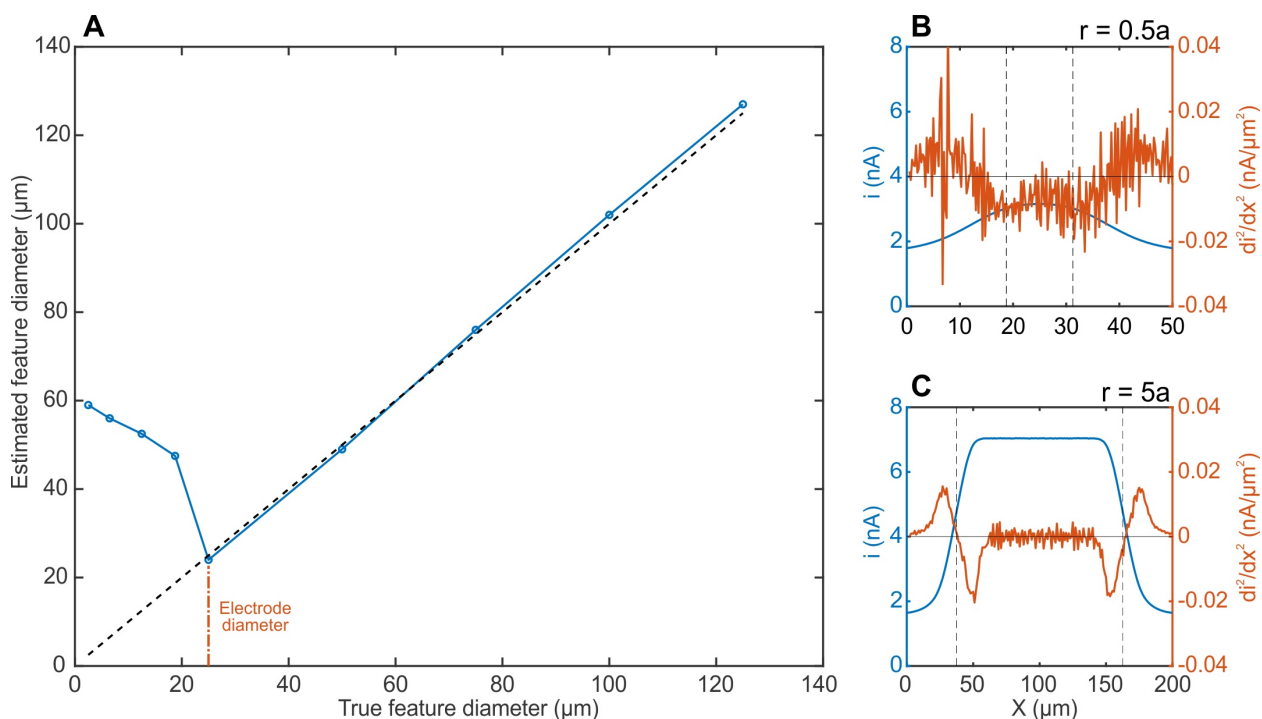 A
140
120
100
80
60
40
20
0
Estimated feature diameter (µm)
0 20 40 60 80 100 120 140
True feature diameter (µm)
Electrode
diameter
B
r = 0.5a
8
6
4
2
0
i (nA)
0.04
0.02
0
-0.02
-0.04
di²/dx² (nA/µm²)
0 10 20 30 40 50
C
r = 5a
8
6
4
2
0
i (nA)
0.04
0.02
0
-0.02
-0.04
di²/dx² (nA/µm²)
0 50 100 150 200
X (µm)